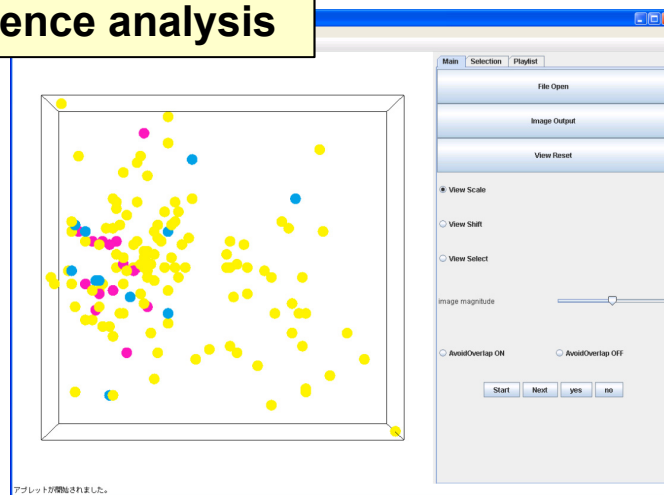 ence analysis
Main Selection Playlist
File Open
Image Output
View Reset
View Scale
View Shift
View Select
image magnitude
AvoidOverlap ON AvoidOverlap OFF
Start Next yes no
アプレットが開始されました。